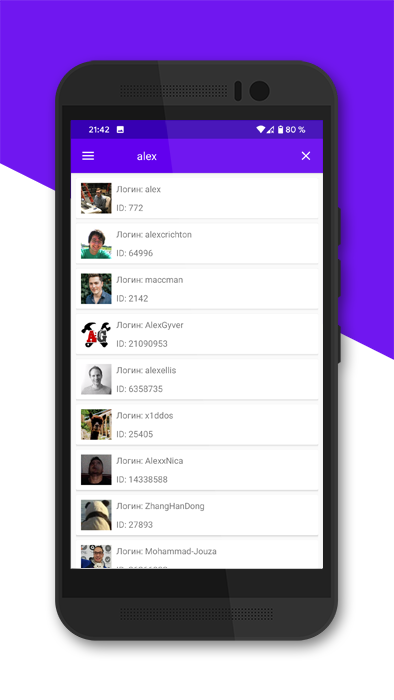 21:42 80 %
alex
Логин: alex
ID: 772
Логин: alexcrichton
ID: 64996
Логин: maccman
ID: 2142
AG
Логин: AlexGyver
ID: 21090953
Логин: alexellis
ID: 6358735
Логин: x1ddos
ID: 25405
Логин: AlexxNica
ID: 14338588
Логин: ZhangHanDong
ID: 27893
Логин: Mohammad-Jouza